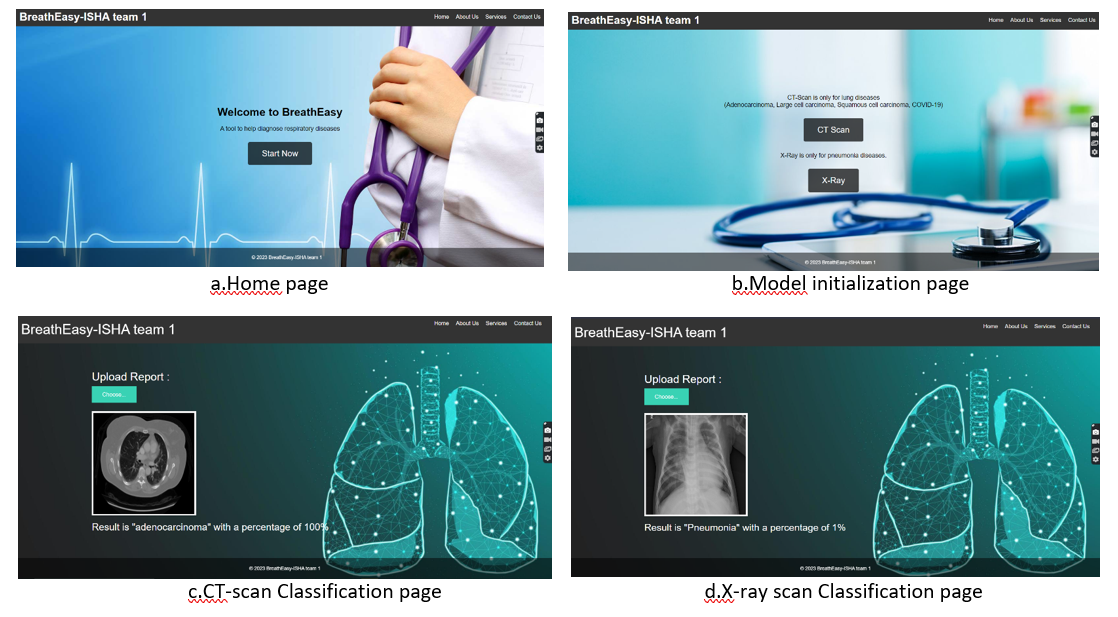 BreathEasy-ISHA team 1
Home About Us Services Contact Us
Welcome to BreathEasy
A tool to help diagnose respiratory diseases
Start Now
© 2023 BreathEasy-ISHA team 1
a.Home page
BreathEasy-ISHA team 1
Home About Us Services Contact Us
CT-Scan is only for lung diseases
(Adenocarcinoma, Large cell carcinoma, Squamous cell carcinoma, COVID-19)
CT Scan
X-Ray is only for pneumonia diseases.
X-Ray
© 2023 BreathEasy-ISHA team 1
b.Model initialization page
BreathEasy-ISHA team 1
Home About Us Services Contact Us
Upload Report :
Choose...
Result is "adenocarcinoma" with a percentage of 100%
© 2023 BreathEasy-ISHA team 1
c.CT-scan Classification page
BreathEasy-ISHA team 1
Home About Us Services Contact Us
Upload Report :
Choose...
Result is "Pneumonia" with a percentage of 1%
© 2023 BreathEasy-ISHA team 1
d.X-ray scan Classification page